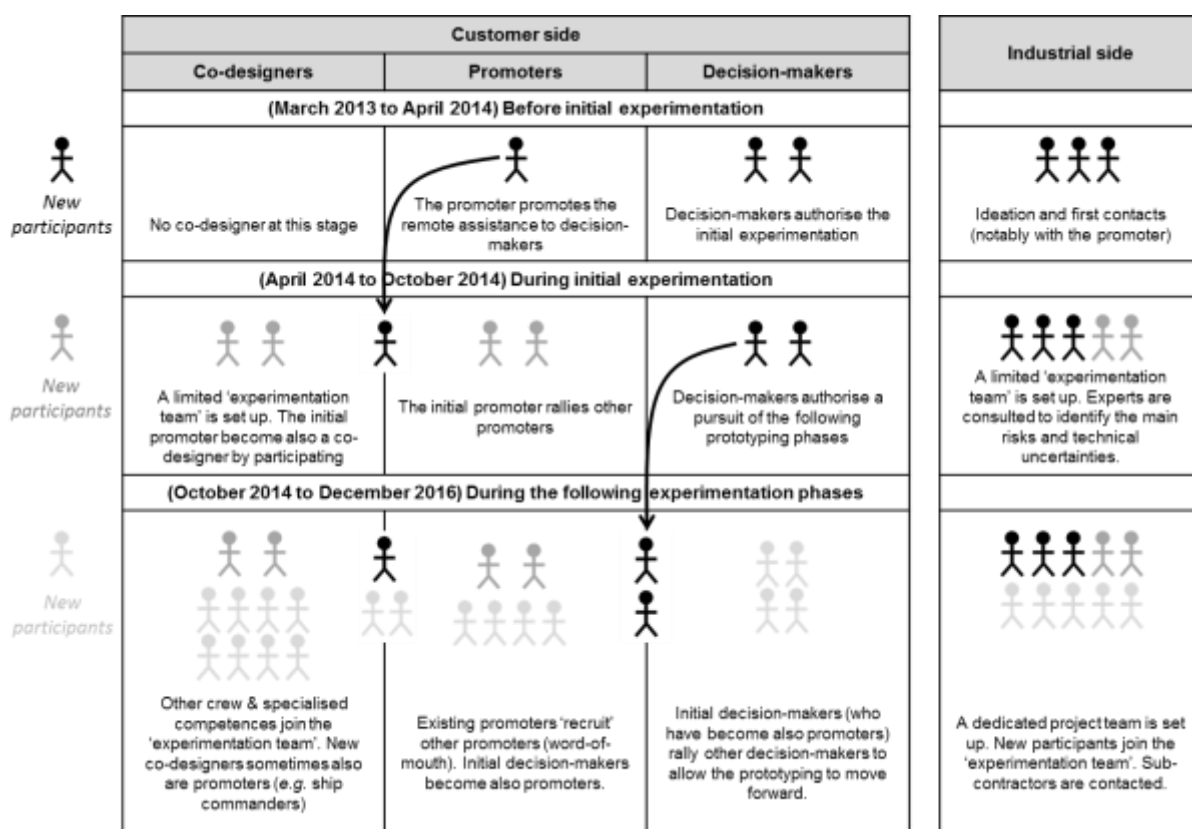 Customer side
Industrial side
Co-designers
Promoters
Decision-makers
(March 2013 to April 2014) Before initial experimentation
New
participants
No co-designer at this stage
The promoter promotes the
remote assistance to decision-
makers
Decision-makers authorise the
initial experimentation
Ideation and first contacts
(notably with the promoter)
(April 2014 to October 2014) During initial experimentation
New
participants
A limited ‘experimentation
team’ is set up. The initial
promoter become also a co-
designer by participating
The initial promoter rallies other
promoters
Decision-makers authorise a
pursuit of the following
prototyping phases
A limited ‘experimentation
team’ is set up. Experts are
consulted to identify the main
risks and technical
uncertainties.
(October 2014 to December 2016) During the following experimentation phases
New
participants
Other crew & specialised
competences join the
‘experimentation team’. New
co-designers sometimes also
are promoters (e.g. ship
commanders)
Existing promoters ‘recruit’
other promoters (word-of-
mouth). Initial decision-makers
become also promoters.
Initial decision-makers (who
have become also promoters)
rally other decision-makers to
allow the prototyping to move
forward.
A dedicated project team is set
up. New participants join the
‘experimentation team’. Sub-
contractors are contacted.